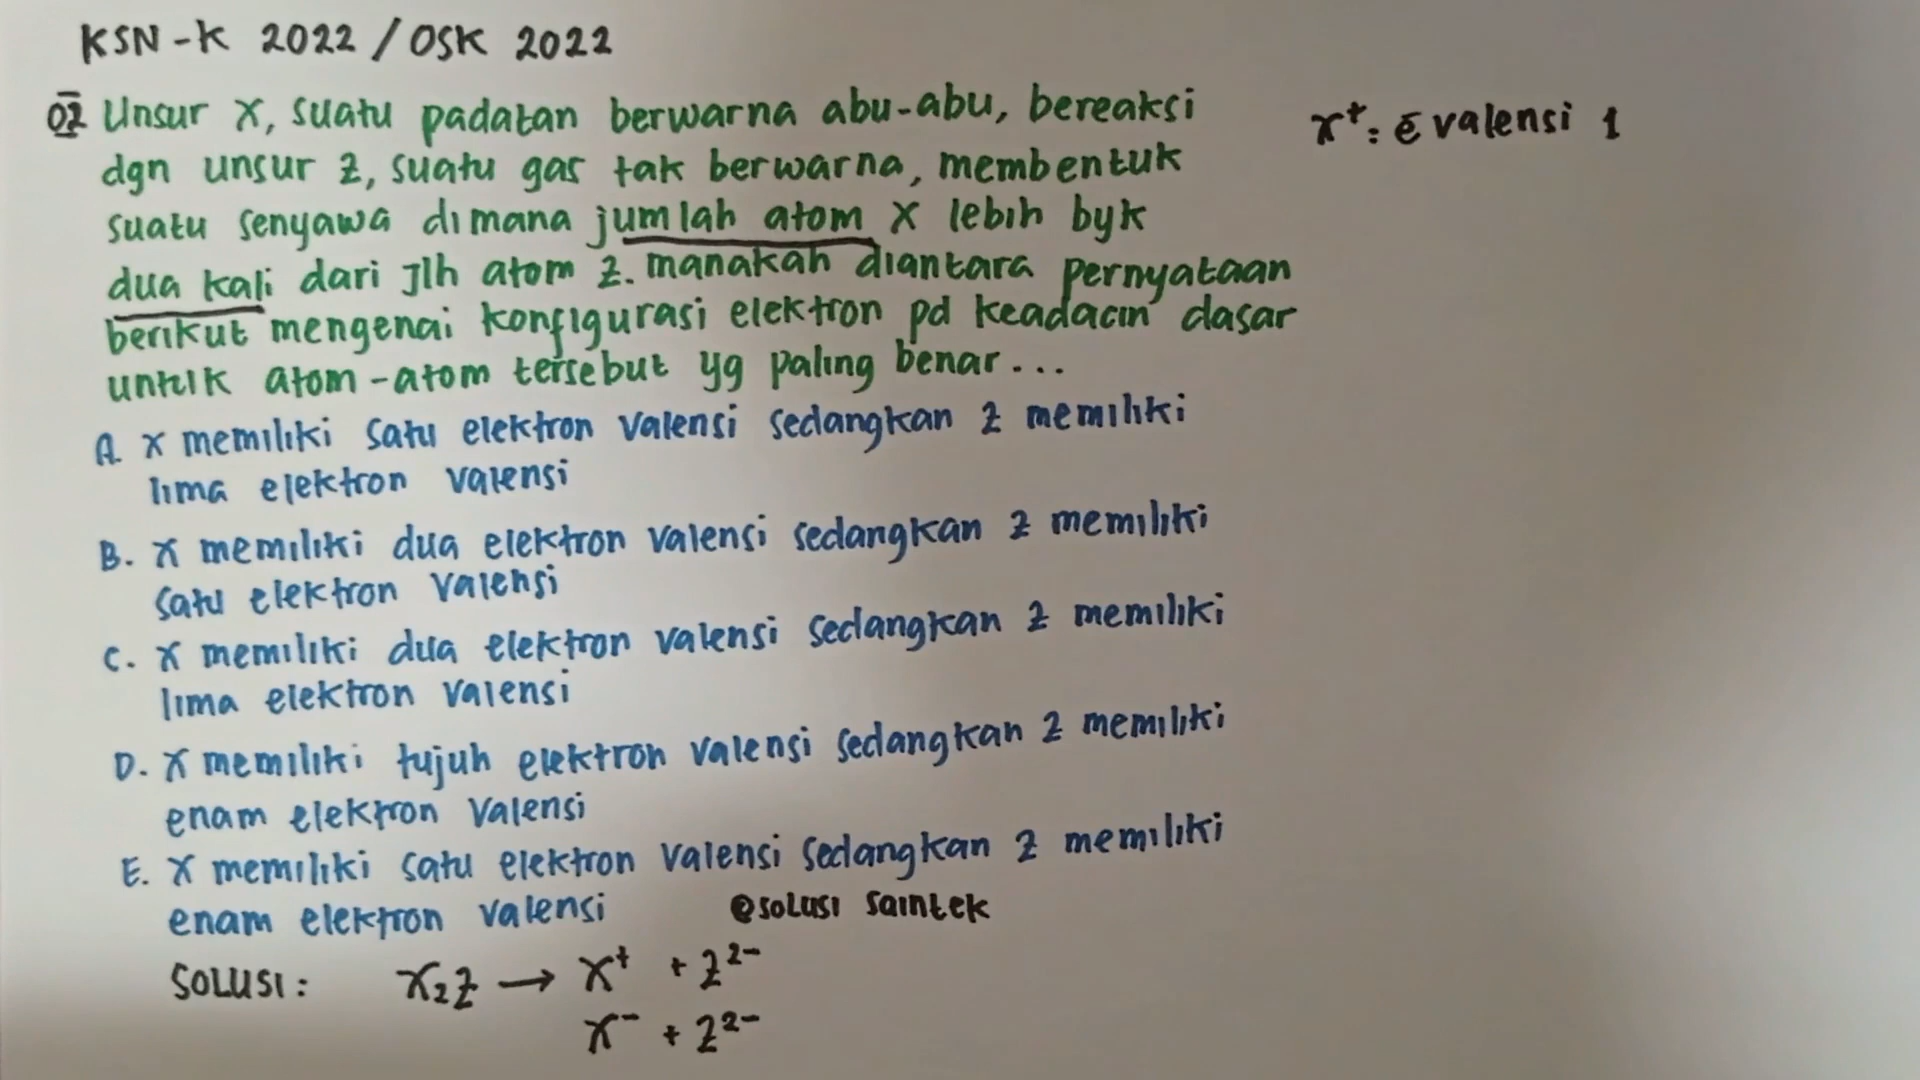 KSN-K 2022 / OSK 2022
02 Unsur X, suatu padatan berwarna abu-abu, bereaksi
dgn unsur Z, suatu gas tak berwarna, membentuk
suatu senyawa dimana jumlah atom X lebih byk
dua kali dari jlh atom Z. manakah diantara pernyataan
berikut mengenai konfigurasi elektron pd keadaan dasar
untuk atom-atom tersebut yg paling benar...
A. X memiliki satu elektron valensi sedangkan Z memiliki
lima elektron valensi
B. X memiliki dua elektron valensi sedangkan Z memiliki
satu elektron valensi
C. X memiliki dua elektron valensi sedangkan Z memiliki
lima elektron valensi
D. X memiliki tujuh elektron valensi sedangkan Z memiliki
enam elektron valensi
E. X memiliki satu elektron valensi sedangkan Z memiliki
enam elektron valensi
@solusi saintek
SOLUSI: X₂Z → X⁺ + Z²⁻
X⁻ + Z²⁻
X⁺: ē valensi 1